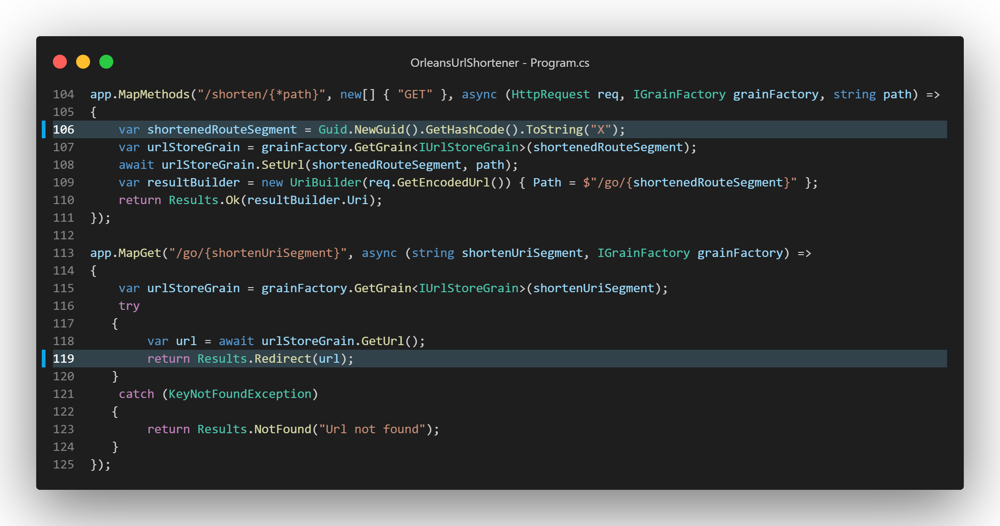 OrleansUrlShortener - Program.cs
104 app.MapMethods("/shorten/{*path}", new[] { "GET" }, async (HttpRequest req, IGrainFactory grainFactory, string path) =>
105 {
106     var shortenedRouteSegment = Guid.NewGuid().GetHashCode().ToString("X");
107     var urlStoreGrain = grainFactory.GetGrain<IUrlStoreGrain>(shortenedRouteSegment);
108     await urlStoreGrain.SetUrl(shortenedRouteSegment, path);
109     var resultBuilder = new UriBuilder(req.GetEncodedUrl()) { Path = $"/go/{shortenedRouteSegment}" };
110     return Results.Ok(resultBuilder.Uri);
111 });
112
113 app.MapGet("/go/{shortenUriSegment}", async (string shortenUriSegment, IGrainFactory grainFactory) =>
114 {
115     var urlStoreGrain = grainFactory.GetGrain<IUrlStoreGrain>(shortenUriSegment);
116     try
117    {
118         var url = await urlStoreGrain.GetUrl();
119         return Results.Redirect(url);
120    }
121     catch (KeyNotFoundException)
122    {
123         return Results.NotFound("Url not found");
124    }
125 });